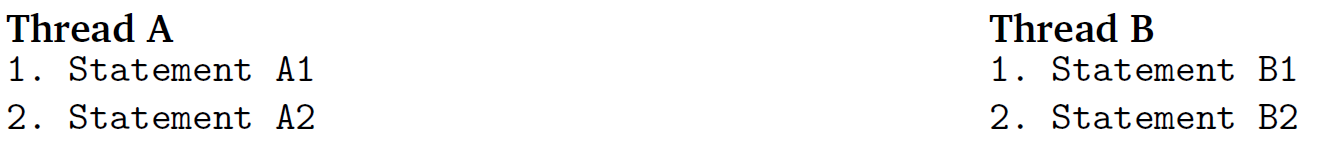 Thread A
1. Statement A1
2. Statement A2
Thread B
1. Statement B1
2. Statement B2